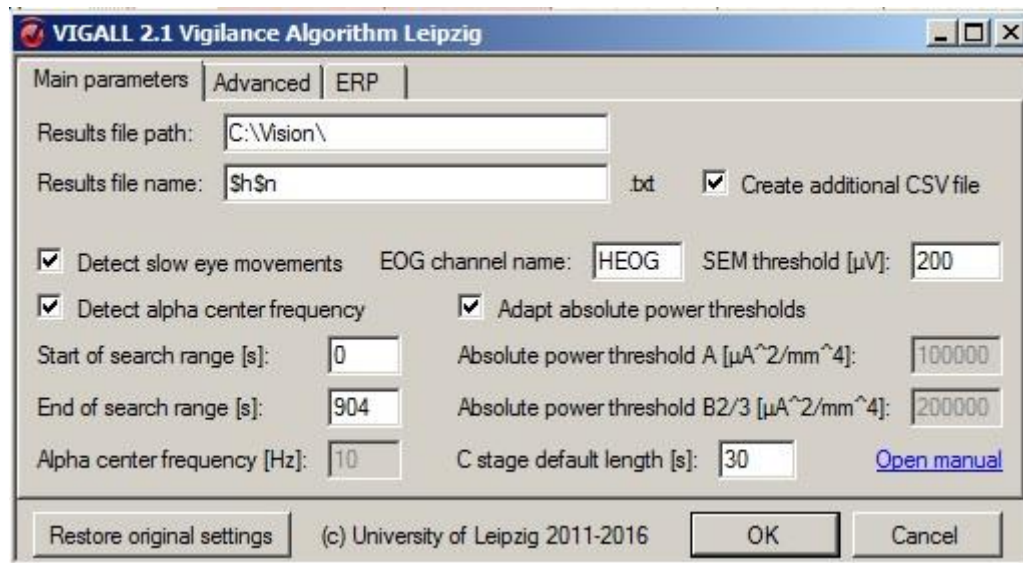 VIGALL 2.1 Vigilance Algorithm Leipzig
Main parameters Advanced ERP
Results file path: C:\Vision\
Results file name: $h$n .txt Create additional CSV file
Detect slow eye movements EOG channel name: HEOG SEM threshold [µV]: 200
Detect alpha center frequency Adapt absolute power thresholds
Start of search range [s]: 0 Absolute power threshold A [µA^2/mm^4]: 100000
End of search range [s]: 904 Absolute power threshold B2/3 [µA^2/mm^4]: 200000
Alpha center frequency [Hz]: 10 C stage default length [s]: 30 Open manual
Restore original settings (c) University of Leipzig 2011-2016 OK Cancel